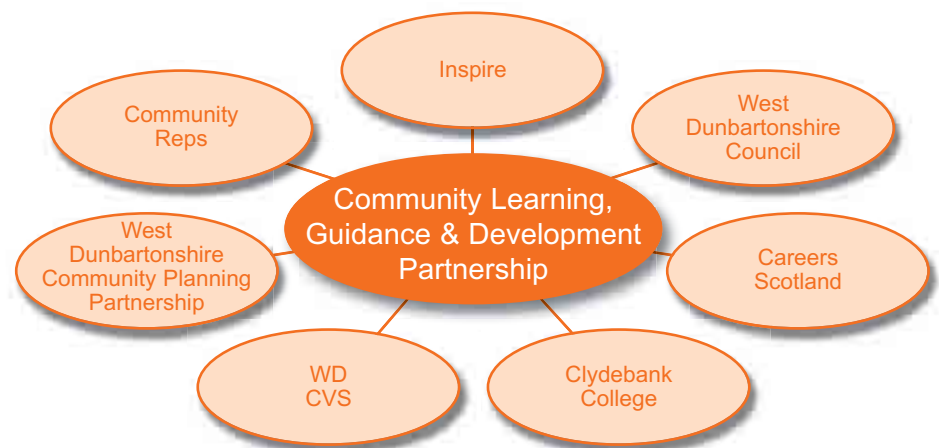 Inspire
Community
Reps
West
Dunbartonshire
Council
Community Learning,
Guidance & Development
Partnership
West
Dunbartonshire
Community Planning
Partnership
Careers
Scotland
WD
CVS
Clydebank
College